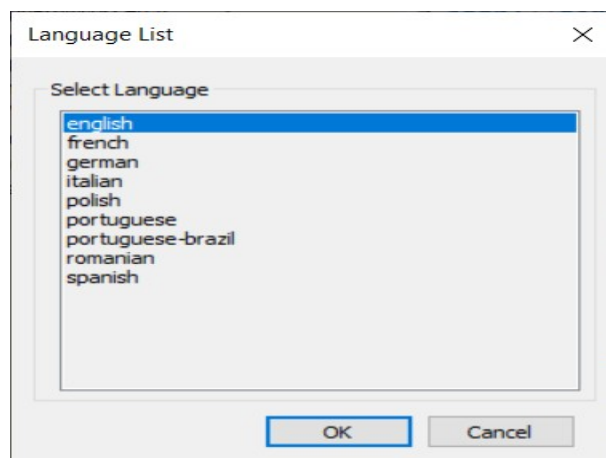 Language List
Select Language
english
french
german
italian
polish
portuguese
portuguese-brazil
romanian
spanish
OK Cancel